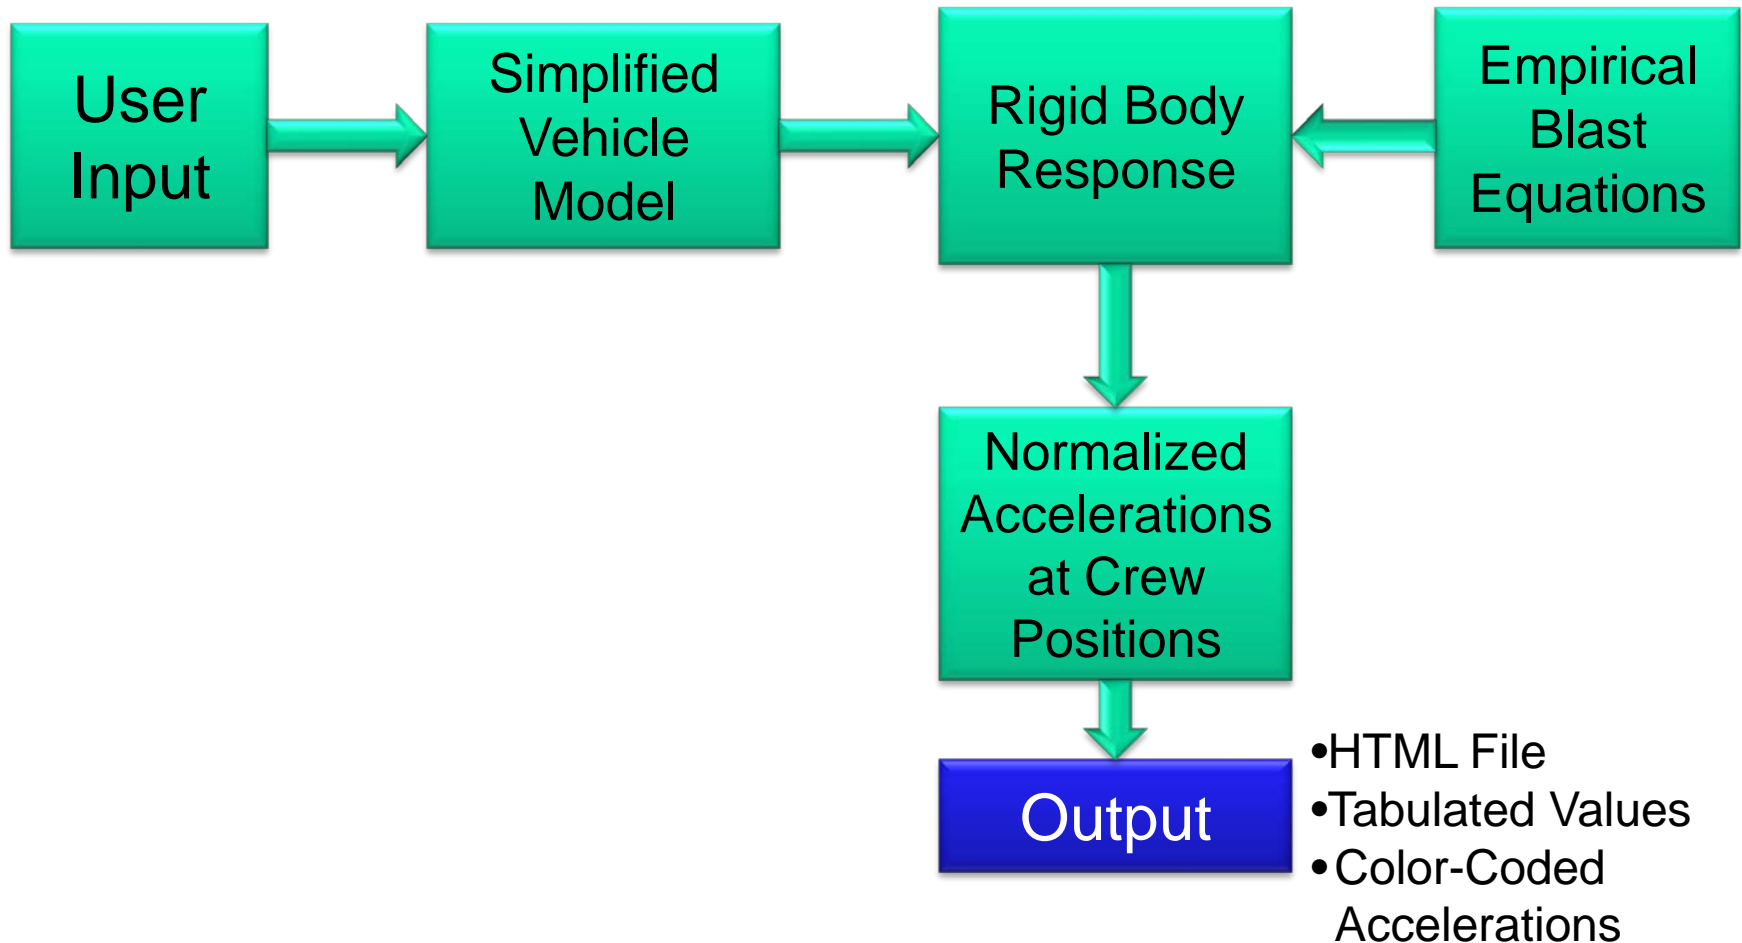 User
Input
Simplified
Vehicle
Model
Rigid Body
Response
Empirical
Blast
Equations
Normalized
Accelerations
at Crew
Positions
Output
•HTML File
•Tabulated Values
•Color-Coded
Accelerations